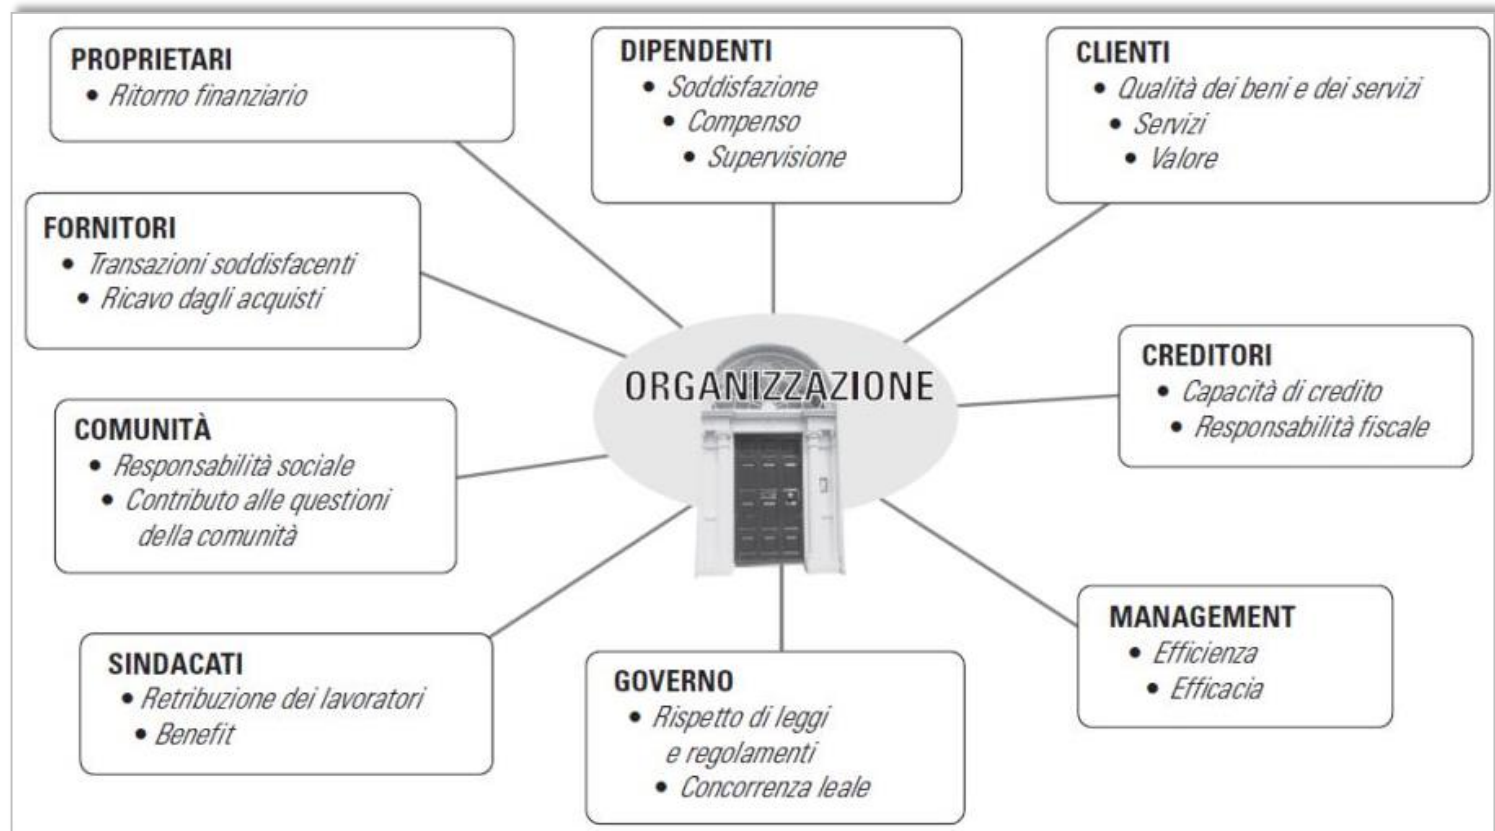 PROPRIETARI
• Ritorno finanziario
DIPENDENTI
• Soddisfazione
• Compenso
• Supervisione
CLIENTI
• Qualità dei beni e dei servizi
• Servizi
• Valore
FORNITORI
• Transazioni soddisfacenti
• Ricavo dagli acquisti
ORGANIZZAZIONE
CREDITORI
• Capacità di credito
• Responsabilità fiscale
COMUNITÀ
• Responsabilità sociale
• Contributo alle questioni
della comunità
MANAGEMENT
• Efficienza
• Efficacia
SINDACATI
• Retribuzione dei lavoratori
• Benefit
GOVERNO
• Rispetto di leggi
e regolamenti
• Concorrenza leale